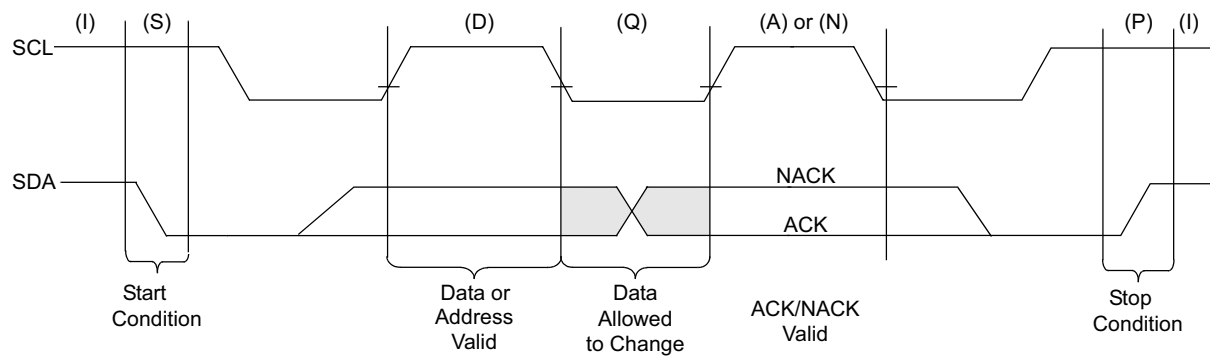 (I) (S) (D) (Q) (A) or (N) (P) (I)
SCL
SDA
NACK
ACK
Start
Condition
Data or
Address
Valid
Data
Allowed
to Change
ACK/NACK
Valid
Stop
Condition